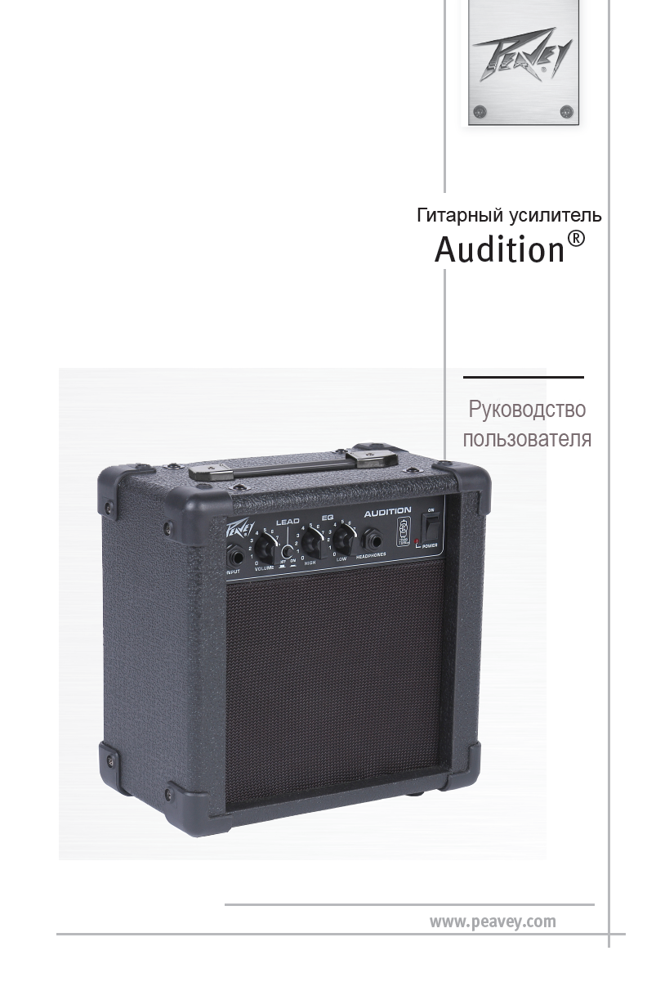 PEAVEY®
Гитарный усилитель
Audition®
Руководство
пользователя
PEAVEY®
LEAD
EQ
AUDITION
ON
POWER
INPUT
VOLUME
OFF ON
HIGH
LOW
HEADPHONES
www.peavey.com